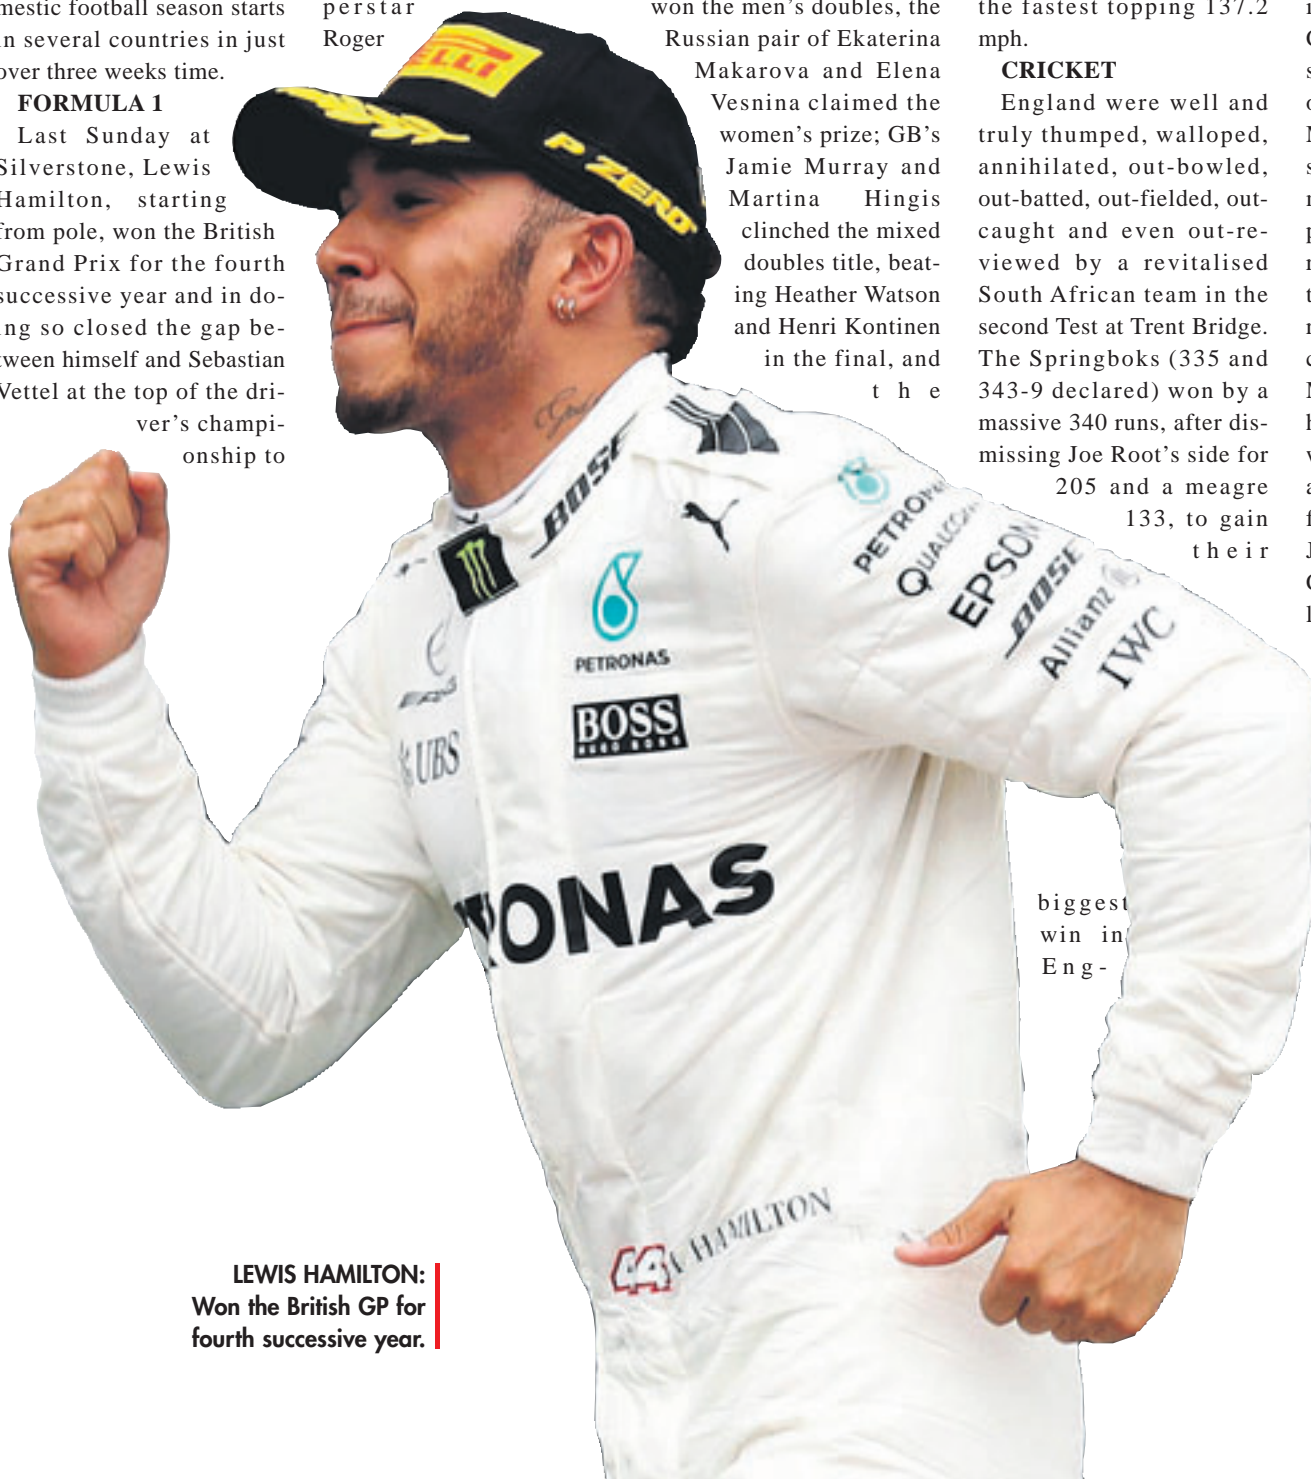 mestic football season starts
in several countries in just
over three weeks time.
FORMULA 1
Last Sunday at
Silverstone, Lewis
Hamilton, starting
from pole, won the British
Grand Prix for the fourth
successive year and in do-
ing so closed the gap be-
tween himself and Sebastian
Vettel at the top of the dri-
ver's champi-
onship to
perstar
Roger
won the men's doubles, the
Russian pair of Ekaterina
Makarova and Elena
Vesnina claimed the
women's prize; GB's
Jamie Murray and
Martina Hingis
clinched the mixed
doubles title, beat-
ing Heather Watson
and Henri Kontinen
in the final, and
the
the fastest topping 137.2
mph.
CRICKET
England were well and
truly thumped, walloped,
annihilated, out-bowled,
out-batted, out-fielded, out-
caught and even out-re-
viewed by a revitalised
South African team in the
second Test at Trent Bridge.
The Springboks (335 and
343-9 declared) won by a
massive 340 runs, after dis-
missing Joe Root's side for
205 and a meagre
133, to gain
their
biggest
win in
Eng-
ELLI
P ZERO
BOSE
PETRONAS
QUALCOMM
EPSON
BOSE
Allianz
IWC
PETRONAS
BOSS
HUGO BOSS
UBS
RONAS
44 HAMILTON
LEWIS HAMILTON:
Won the British GP for
fourth successive year.